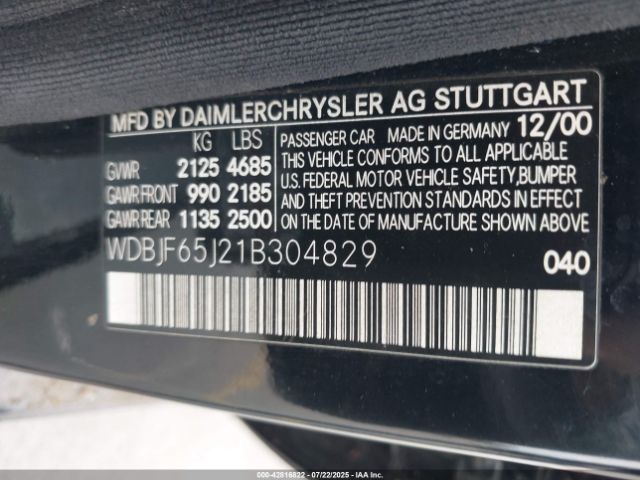 MFD BY DAIMLERCHRYSLER AG STUTTGART
KG LBS
GVWR 2125 4685
GAWR FRONT 990 2185
GAWR REAR 1135 2500
PASSENGER CAR MADE IN GERMANY 12/00
THIS VEHICLE CONFORMS TO ALL APPLICABLE
U.S. FEDERAL MOTOR VEHICLE SAFETY,BUMPER
AND THEFT PREVENTION STANDARDS IN EFFECT
ON THE DATE OF MANUFACTURE SHOWN ABOVE
WDBJF65J21B304829
040
000-42816822 - 07/22/2025 - IAAI.COM